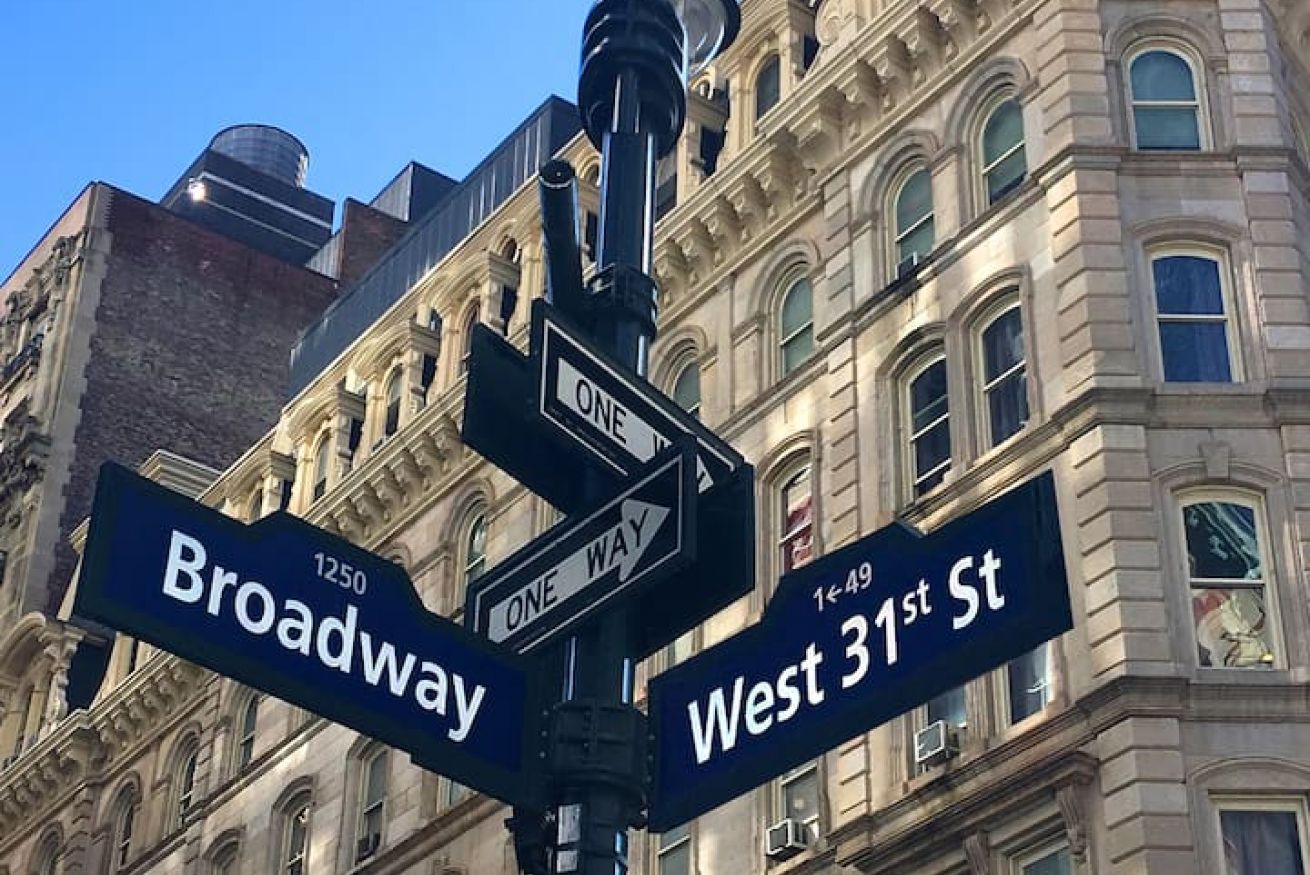 ONE
ONE WAY
1250
Broadway
1←49
West 31st St